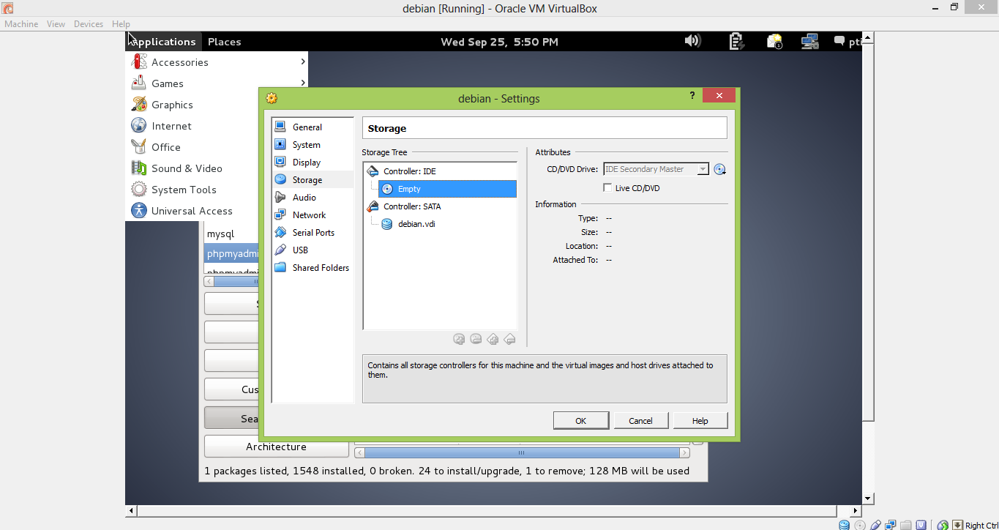 debian [Running] - Oracle VM VirtualBox
Machine View Devices Help
Applications Places Wed Sep 25, 5:50 PM
Accessories
Games
Graphics
Internet
Office
Sound & Video
System Tools
Universal Access
mysql
Architecture
1 packages listed, 1548 installed, 0 broken. 24 to install/upgrade, 1 to remove; 128 MB will be used
debian - Settings
?
General
System
Display
Storage
Audio
Network
Serial Ports
USB
Shared Folders
Storage
Storage Tree
Controller: IDE
Empty
Controller: SATA
debian.vdi
Attributes
CD/DVD Drive: IDE Secondary Master
Live CD/DVD
Information
Type: --
Size: --
Location: --
Attached To: --
Contains all storage controllers for this machine and the virtual images and host drives attached to
them.
OK Cancel Help
Right Ctrl